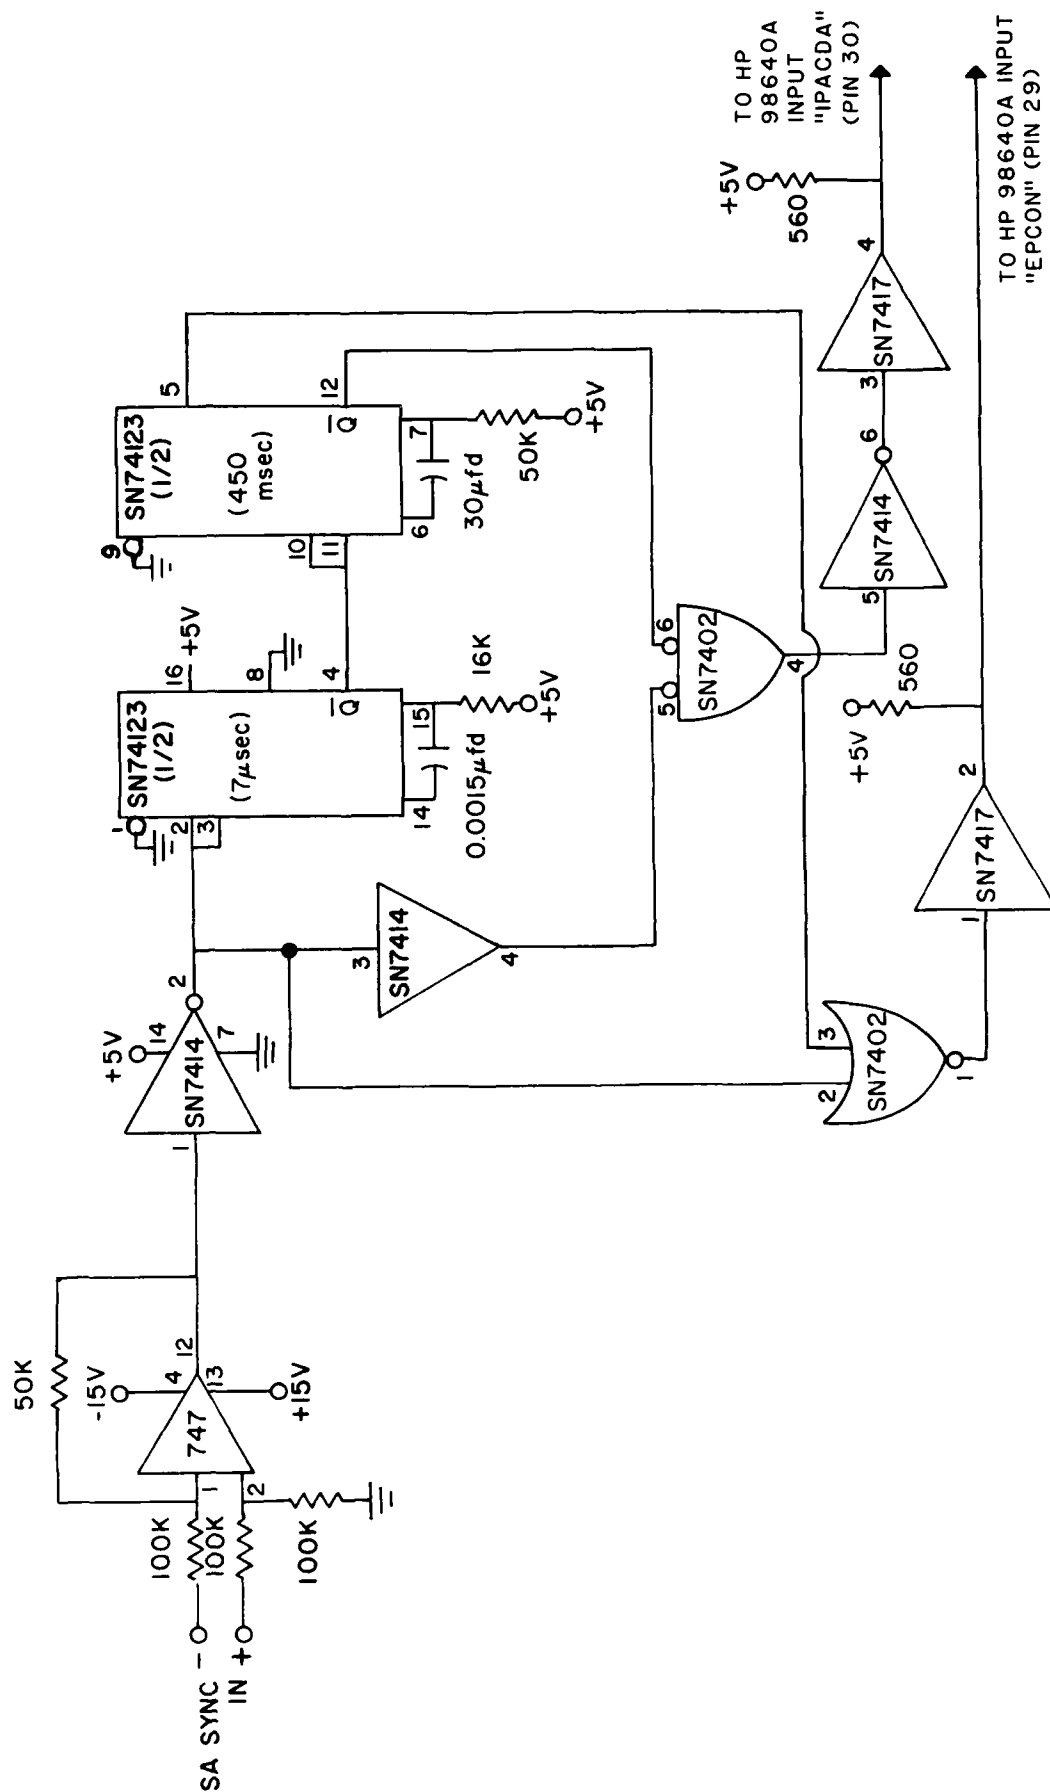 SA SYNC −
IN +
100K
100K
100K
1
2
747
50K
-15V
4
13
12
+15V
1
SN7414
+5V
14
7
2
3
SN7414
4
1
2
3
SN74123
(1/2)
(7μsec)
16 +5V
8
4
Q̅
14
15
0.0015μfd
16K
+5V
9
10
11
SN74123
(1/2)
(450
msec)
5
12
Q̅
6
7
30μfd
50K
+5V
5
6
SN7402
4
2
3
SN7402
1
5
SN7414
6
3
SN7417
4
+5V
560
TO HP
98640A
INPUT
"IPACDA"
(PIN 30)
1
SN7417
2
+5V
560
TO HP 98640A INPUT
"EPCON" (PIN 29)